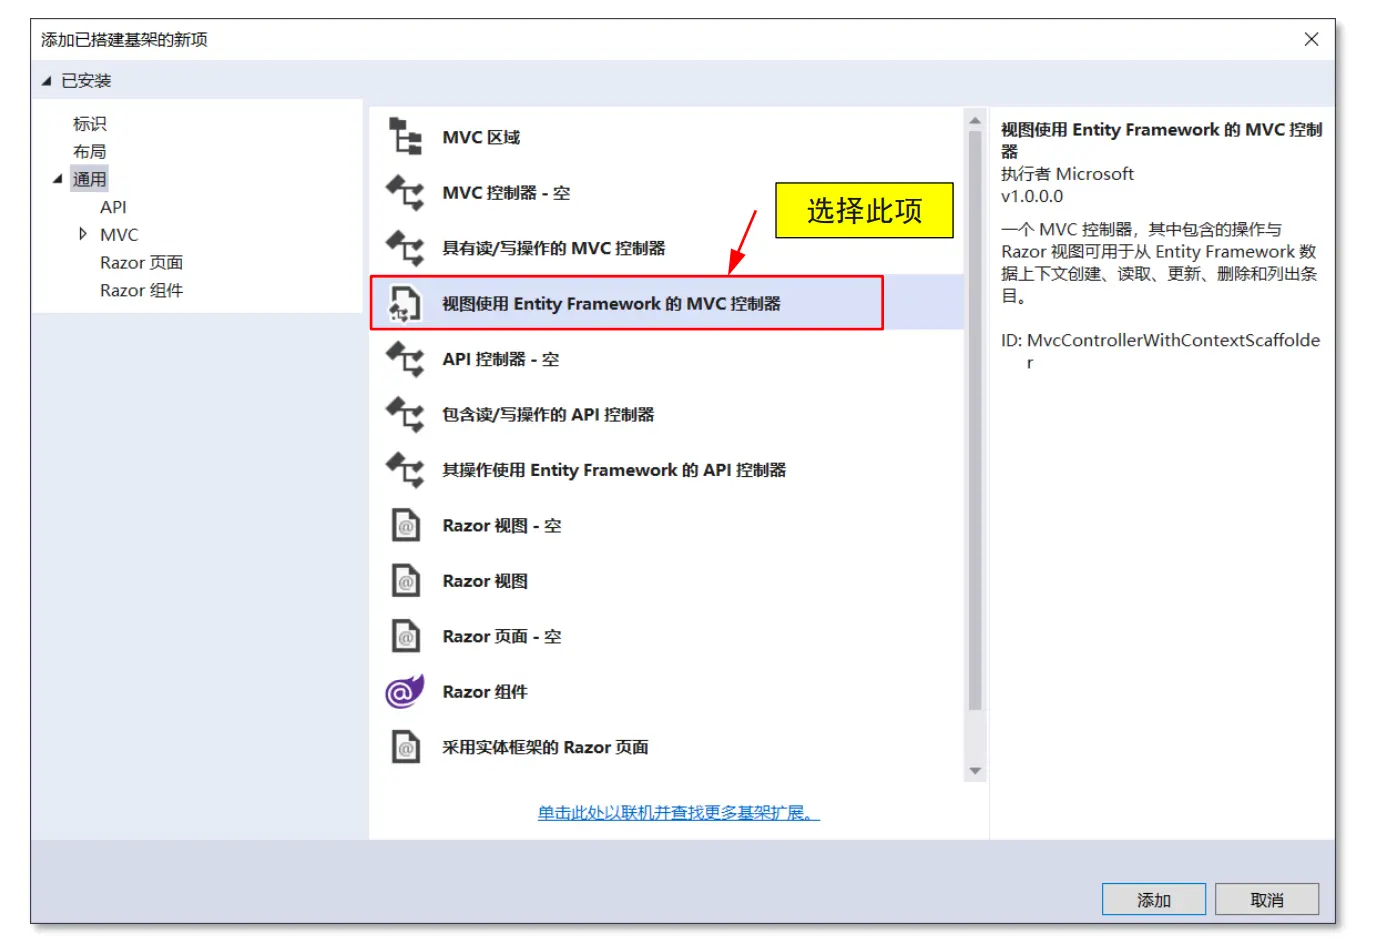 添加已搭建基架的新项
已安装
标识
布局
通用
API
MVC
Razor 页面
Razor 组件
MVC 区域
MVC 控制器 - 空
具有读/写操作的 MVC 控制器
视图使用 Entity Framework 的 MVC 控制器
API 控制器 - 空
包含读/写操作的 API 控制器
其操作使用 Entity Framework 的 API 控制器
Razor 视图 - 空
Razor 视图
Razor 页面 - 空
Razor 组件
采用实体框架的 Razor 页面
单击此处以联机并查找更多基架扩展。
选择此项
视图使用 Entity Framework 的 MVC 控制
器
执行者 Microsoft
v1.0.0.0
一个 MVC 控制器，其中包含的操作与
Razor 视图可用于从 Entity Framework 数
据上下文创建、读取、更新、删除和列出条
目。
ID: MvcControllerWithContextScaffolde
r
添加
取消